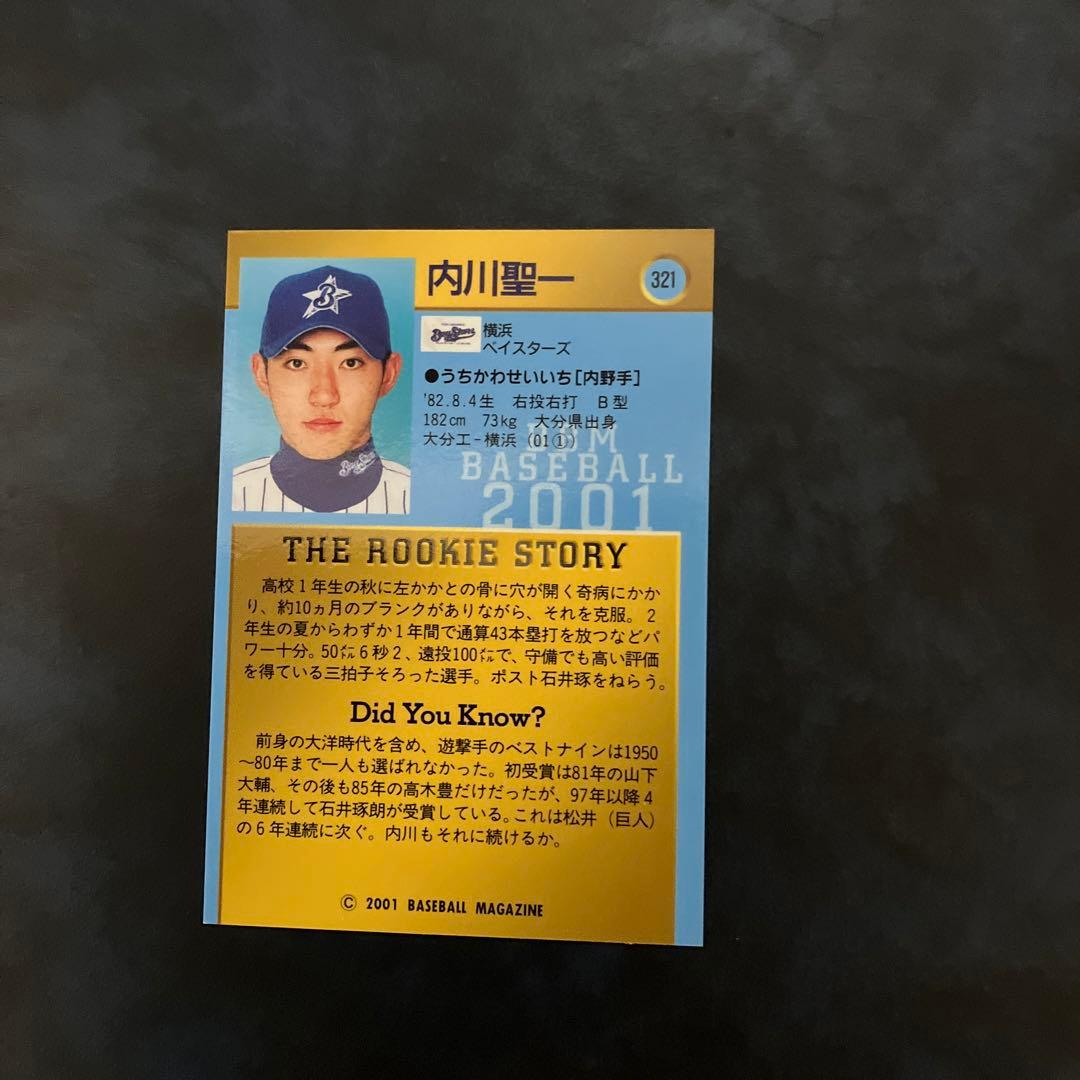 内川聖一
321
B
BayStars
横浜
ベイスターズ
●うちかわせいいち[内野手]
'82.8.4生 右投右打 B型
182cm 73kg 大分県出身
大分工-横浜(01①)
BayStars
BBM
BASEBALL
2001
THE ROOKIE STORY
高校1年生の秋に左かかとの骨に穴が開く奇病にかか
り、約10ヵ月のブランクがありながら、それを克服。2
年生の夏からわずか1年間で通算43本塁打を放つなどパ
ワー十分。50㍍6秒2、遠投100㍍で、守備でも高い評価
を得ている三拍子そろった選手。ポスト石井琢をねらう。
Did You Know?
前身の大洋時代を含め、遊撃手のベストナインは1950
〜80年まで一人も選ばれなかった。初受賞は81年の山下
大輔、その後も85年の高木豊だけだったが、97年以降4
年連続して石井琢朗が受賞している。これは松井(巨人)
の6年連続に次ぐ。内川もそれに続けるか。
© 2001 BASEBALL MAGAZINE